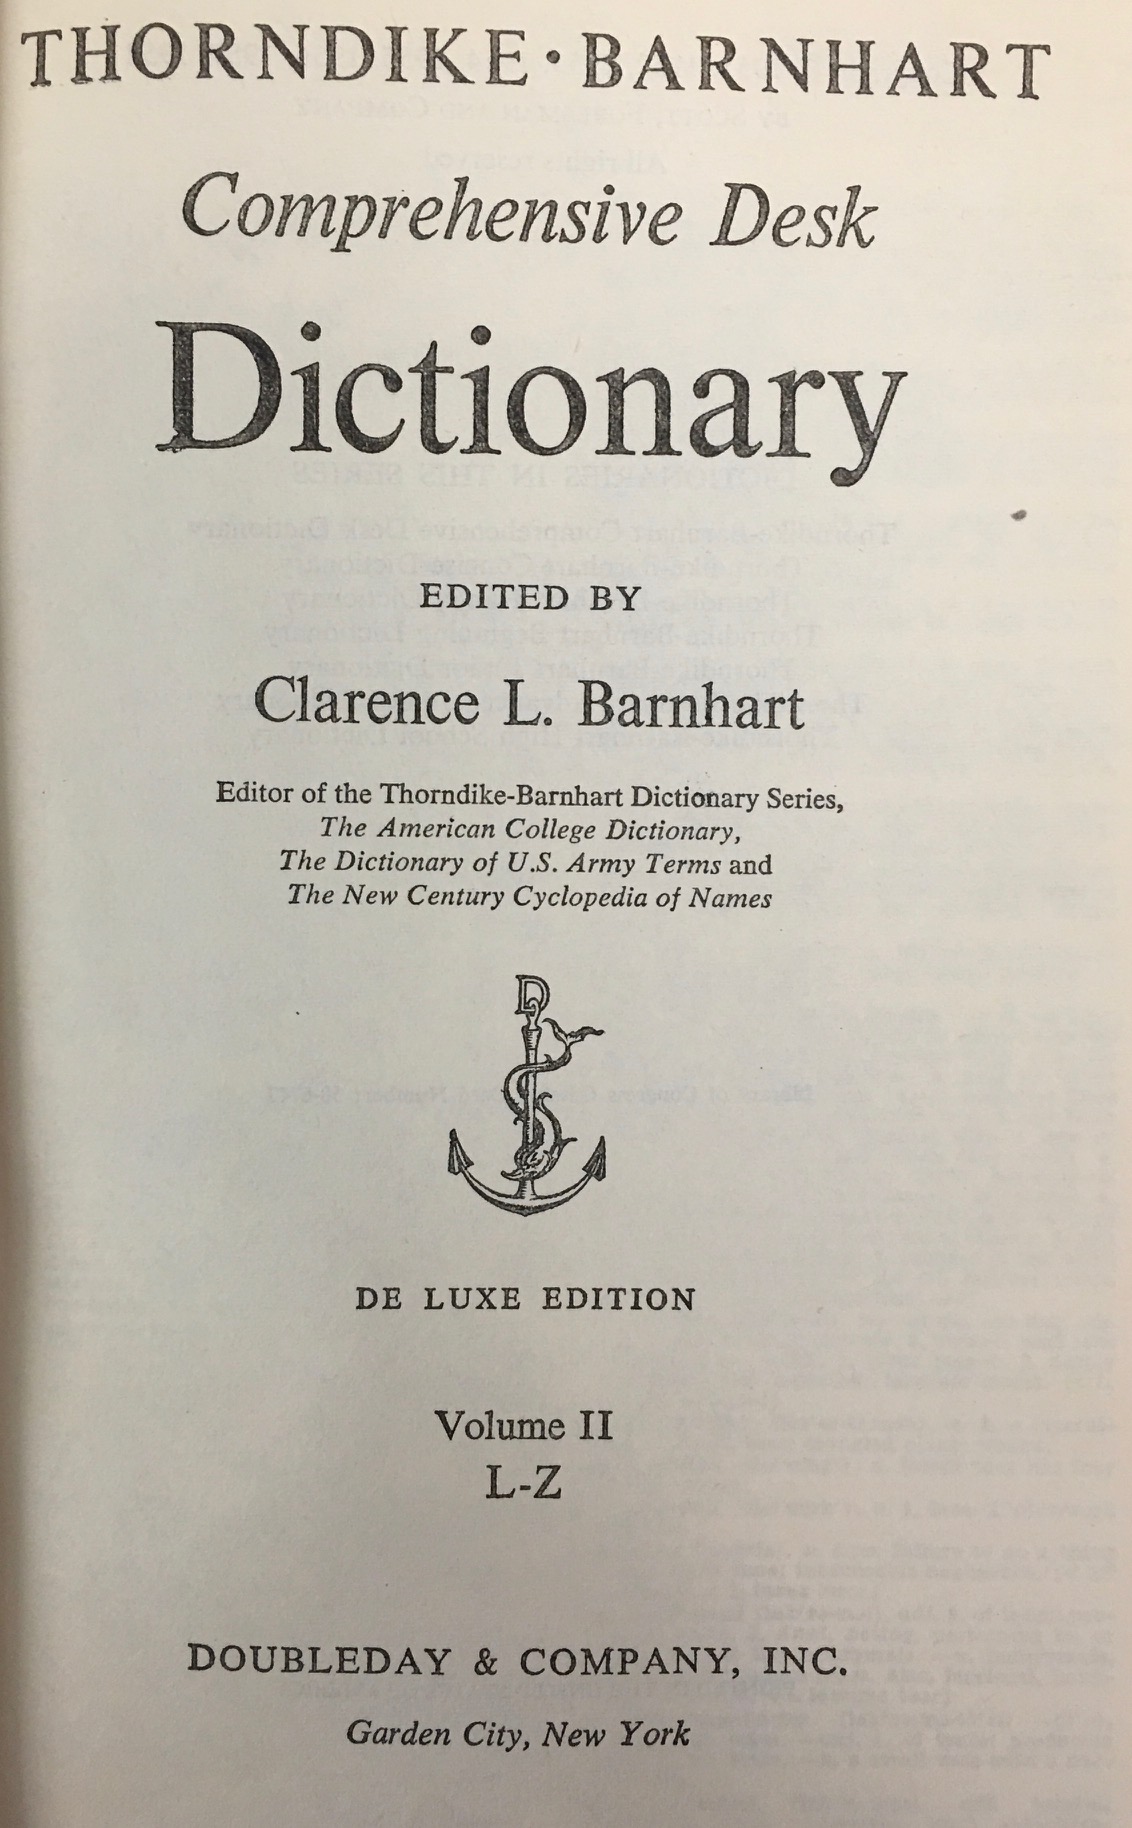 THORNDIKE · BARNHART
Comprehensive Desk
Dictionary
EDITED BY
Clarence L. Barnhart
Editor of the Thorndike-Barnhart Dictionary Series,
The American College Dictionary,
The Dictionary of U.S. Army Terms and
The New Century Cyclopedia of Names
D
DE LUXE EDITION
Volume II
L-Z
DOUBLEDAY & COMPANY, INC.
Garden City, New York